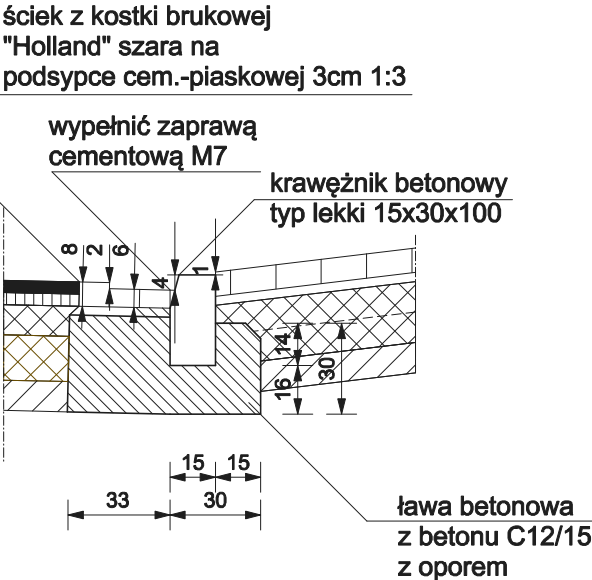 ściek z kostki brukowej
"Holland" szara na
podsypce cem.-piaskowej 3cm 1:3
wypełnić zaprawą
cementową M7
krawężnik betonowy
typ lekki 15x30x100
8
2
6
4
1
14
16
30
15 15
33 30
ława betonowa
z betonu C12/15
z oporem